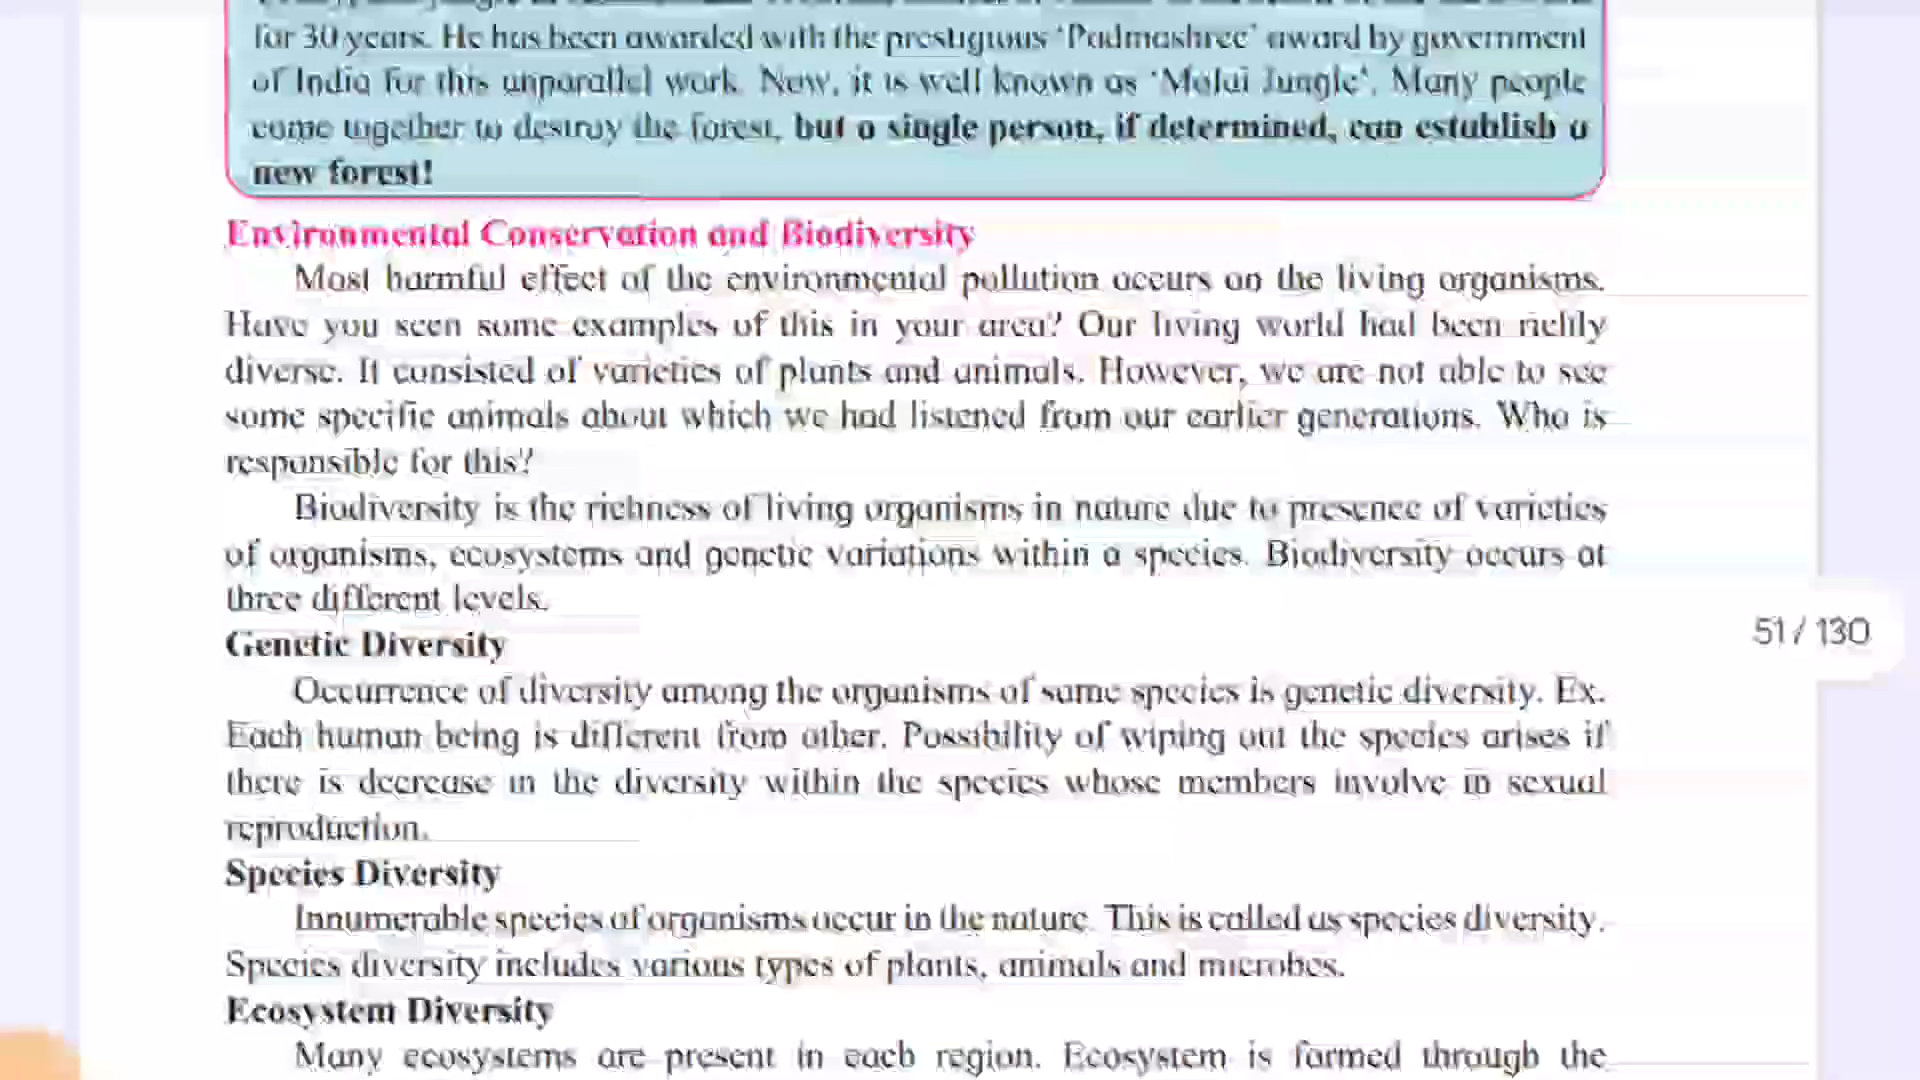 for 30 years. He has been awarded with the prestigious ‘Padmashree’ award by government
of India for this unparallel work. Now, it is well known as ‘Molai Jungle’. Many people
come together to destroy the forest, but a single person, if determined, can establish a
new forest!
Environmental Conservation and Biodiversity
Most harmful effect of the environmental pollution occurs on the living organisms.
Have you seen some examples of this in your area? Our living world had been richly
diverse. It consisted of varieties of plants and animals. However, we are not able to see
some specific animals about which we had listened from our earlier generations. Who is
responsible for this?
Biodiversity is the richness of living organisms in nature due to presence of varieties
of organisms, ecosystems and genetic variations within a species. Biodiversity occurs at
three different levels.
Genetic Diversity
Occurrence of diversity among the organisms of same species is genetic diversity. Ex.
Each human being is different from other. Possibility of wiping out the species arises if
there is decrease in the diversity within the species whose members involve in sexual
reproduction.
Species Diversity
Innumerable species of organisms occur in the nature. This is called as species diversity.
Species diversity includes various types of plants, animals and microbes.
Ecosystem Diversity
Many ecosystems are present in each region. Ecosystem is formed through the
51 / 130